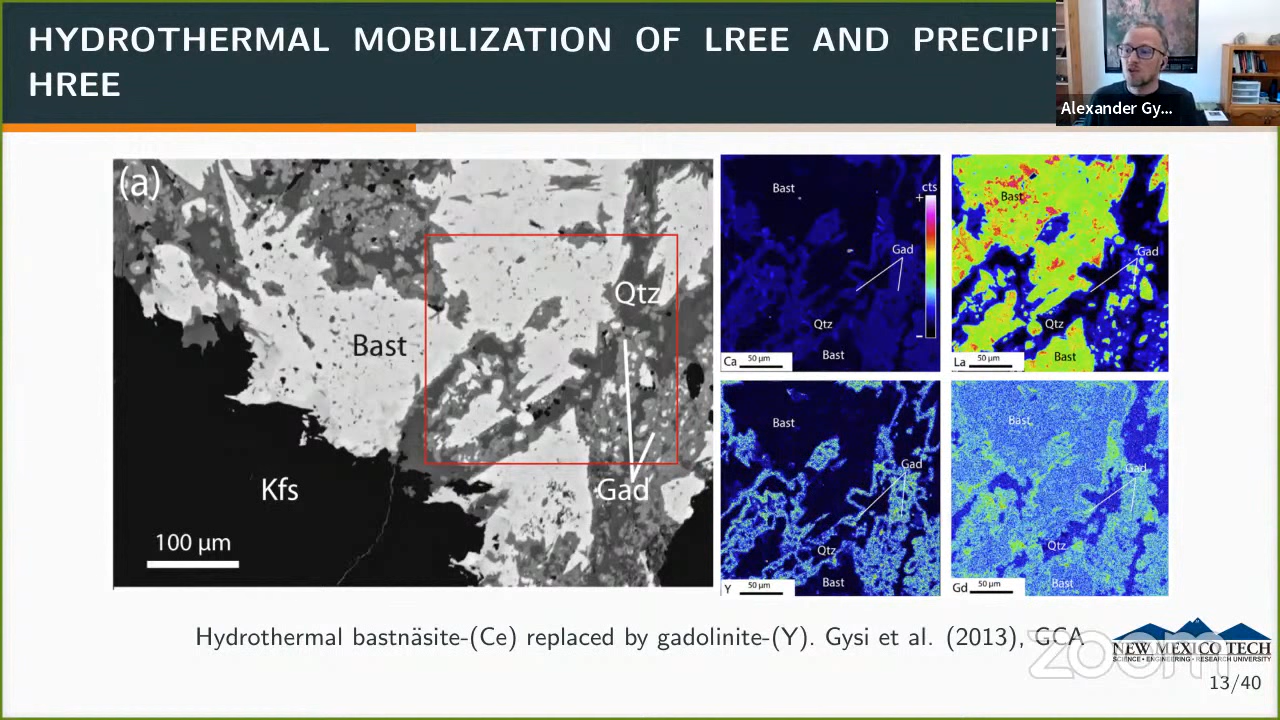 HYDROTHERMAL MOBILIZATION OF LREE AND
HREE
Alexander Gy...
(a)
Bast
Qtz
Kfs
Gad
100 µm
Bast
cts
+
Gad
Qtz
-
Bast
Ca 50 µm
Bast
Gad
Qtz
Bast
La 50 µm
Bast
Gad
Qtz
Bast
Y 50 µm
Bast
Gad
Qtz
Bast
Gd 50 µm
Hydrothermal bastnäsite-(Ce) replaced by gadolinite-(Y). Gysi et al. (2013), GCA
zoom
NEW MEXICO TECH
SCIENCE • ENGINEERING • RESEARCH UNIVERSITY
13/40